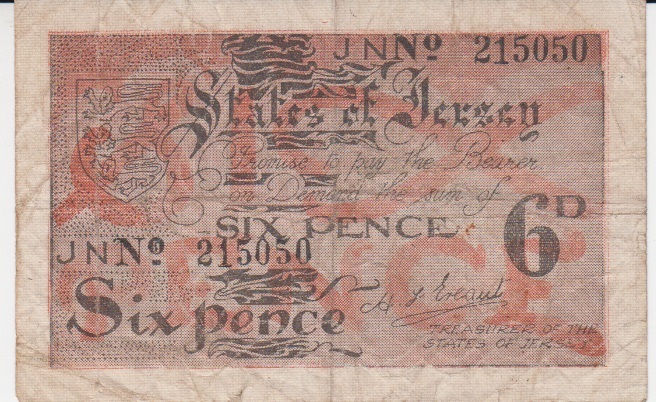 JN Nº 215050
States of Jersey
Promise to pay the Bearer
on Demand the sum of
SIX PENCE
6D
JN Nº 215050
Six pence
H F Ereaut
TREASURER OF THE
STATES OF JERSEY